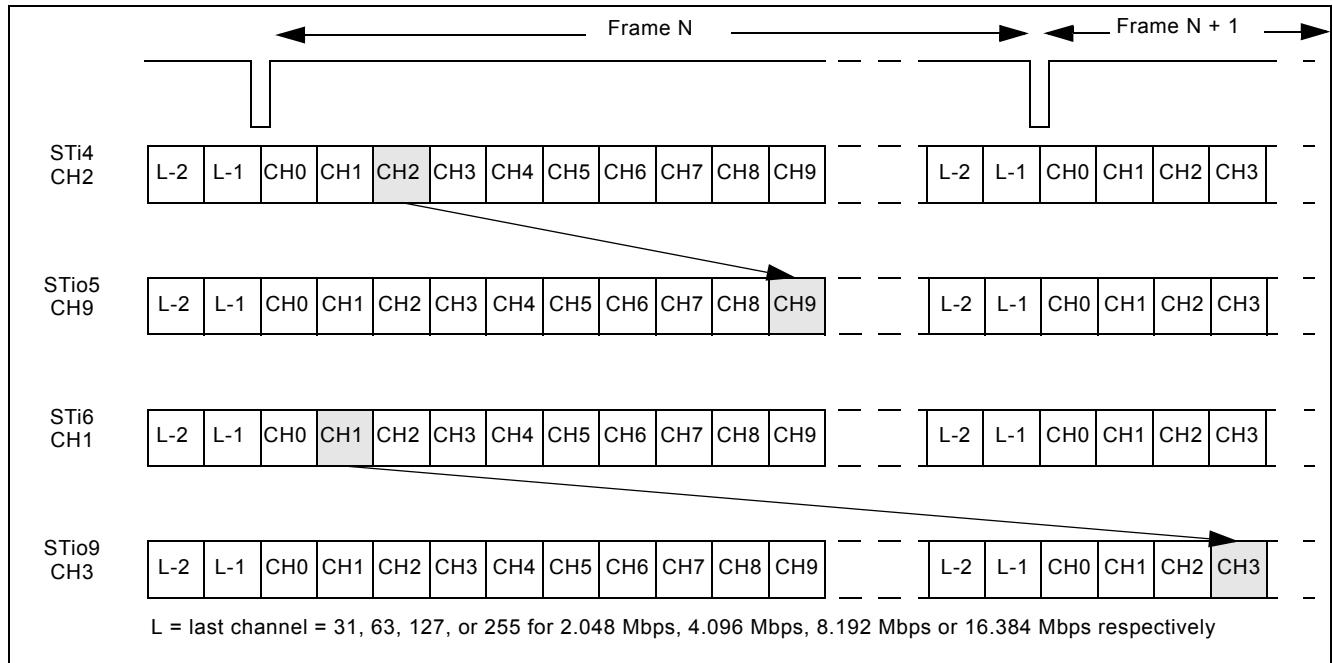 Frame N
Frame N + 1
STi4
CH2
L-2 L-1 CH0 CH1 CH2 CH3 CH4 CH5 CH6 CH7 CH8 CH9 L-2 L-1 CH0 CH1 CH2 CH3
STio5
CH9
L-2 L-1 CH0 CH1 CH2 CH3 CH4 CH5 CH6 CH7 CH8 CH9 L-2 L-1 CH0 CH1 CH2 CH3
STi6
CH1
L-2 L-1 CH0 CH1 CH2 CH3 CH4 CH5 CH6 CH7 CH8 CH9 L-2 L-1 CH0 CH1 CH2 CH3
STio9
CH3
L-2 L-1 CH0 CH1 CH2 CH3 CH4 CH5 CH6 CH7 CH8 CH9 L-2 L-1 CH0 CH1 CH2 CH3
L = last channel = 31, 63, 127, or 255 for 2.048 Mbps, 4.096 Mbps, 8.192 Mbps or 16.384 Mbps respectively